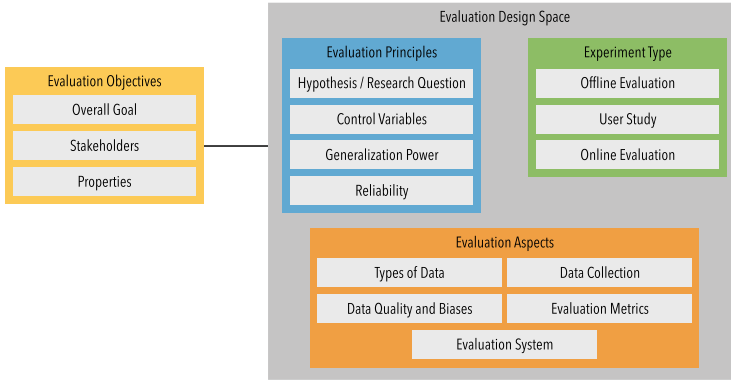 Evaluation Design Space
Evaluation Objectives
Overall Goal
Stakeholders
Properties
Evaluation Principles
Hypothesis / Research Question
Control Variables
Generalization Power
Reliability
Experiment Type
Offline Evaluation
User Study
Online Evaluation
Evaluation Aspects
Types of Data
Data Collection
Data Quality and Biases
Evaluation Metrics
Evaluation System